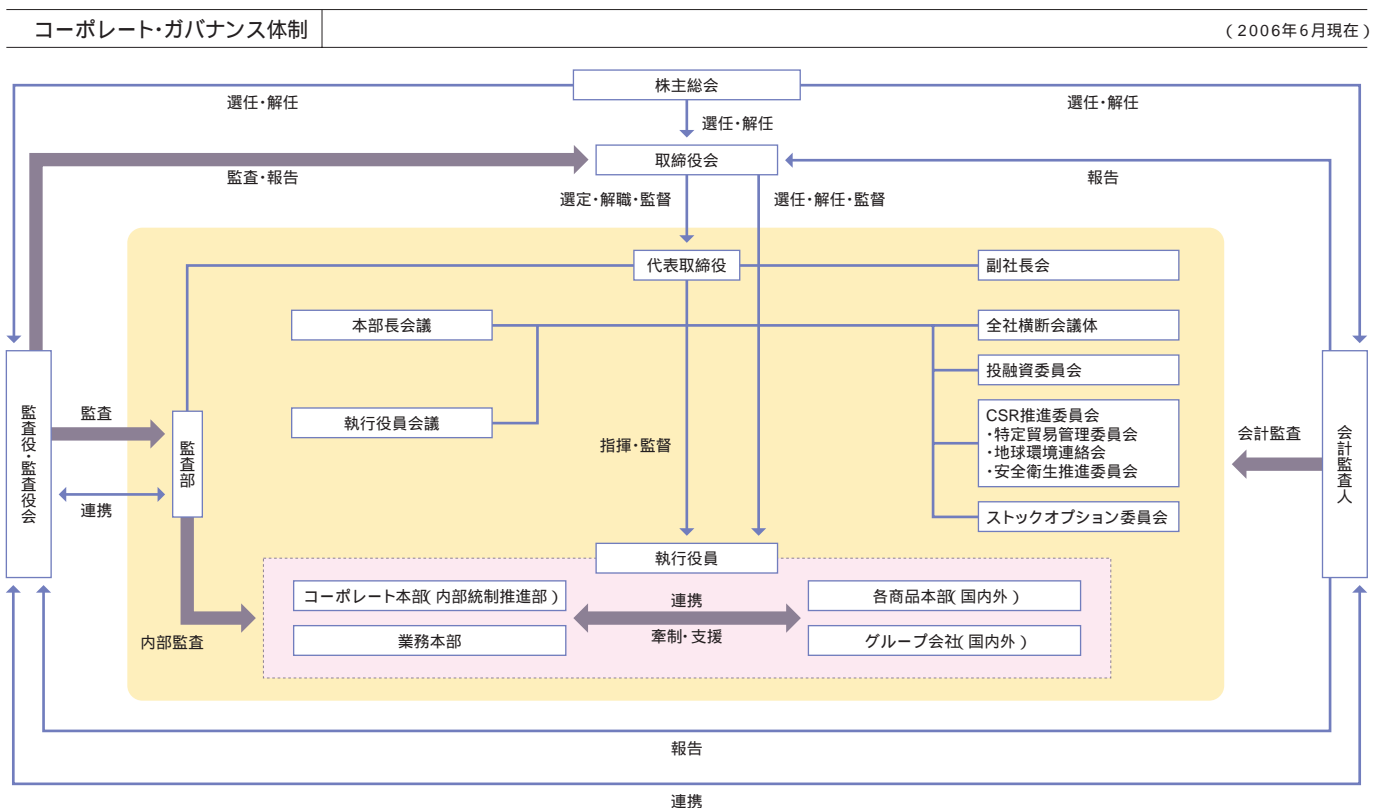 コーポレート・ガバナンス体制
(2006年6月現在)
株主総会
選任・解任
選任・解任
選任・解任
取締役会
監査・報告
報告
選定・解職・監督
選任・解任・監督
代表取締役
副社長会
本部長会議
全社横断会議体
投融資委員会
執行役員会議
CSR推進委員会
・特定貿易管理委員会
・地球環境連絡会
・安全衛生推進委員会
ストックオプション委員会
監査役・監査役会
監査
連携
監査部
指揮・監督
会計監査
会計監査人
執行役員
コーポレート本部(内部統制推進部)
業務本部
連携
牽制・支援
各商品本部(国内外)
グループ会社(国内外)
内部監査
報告
連携